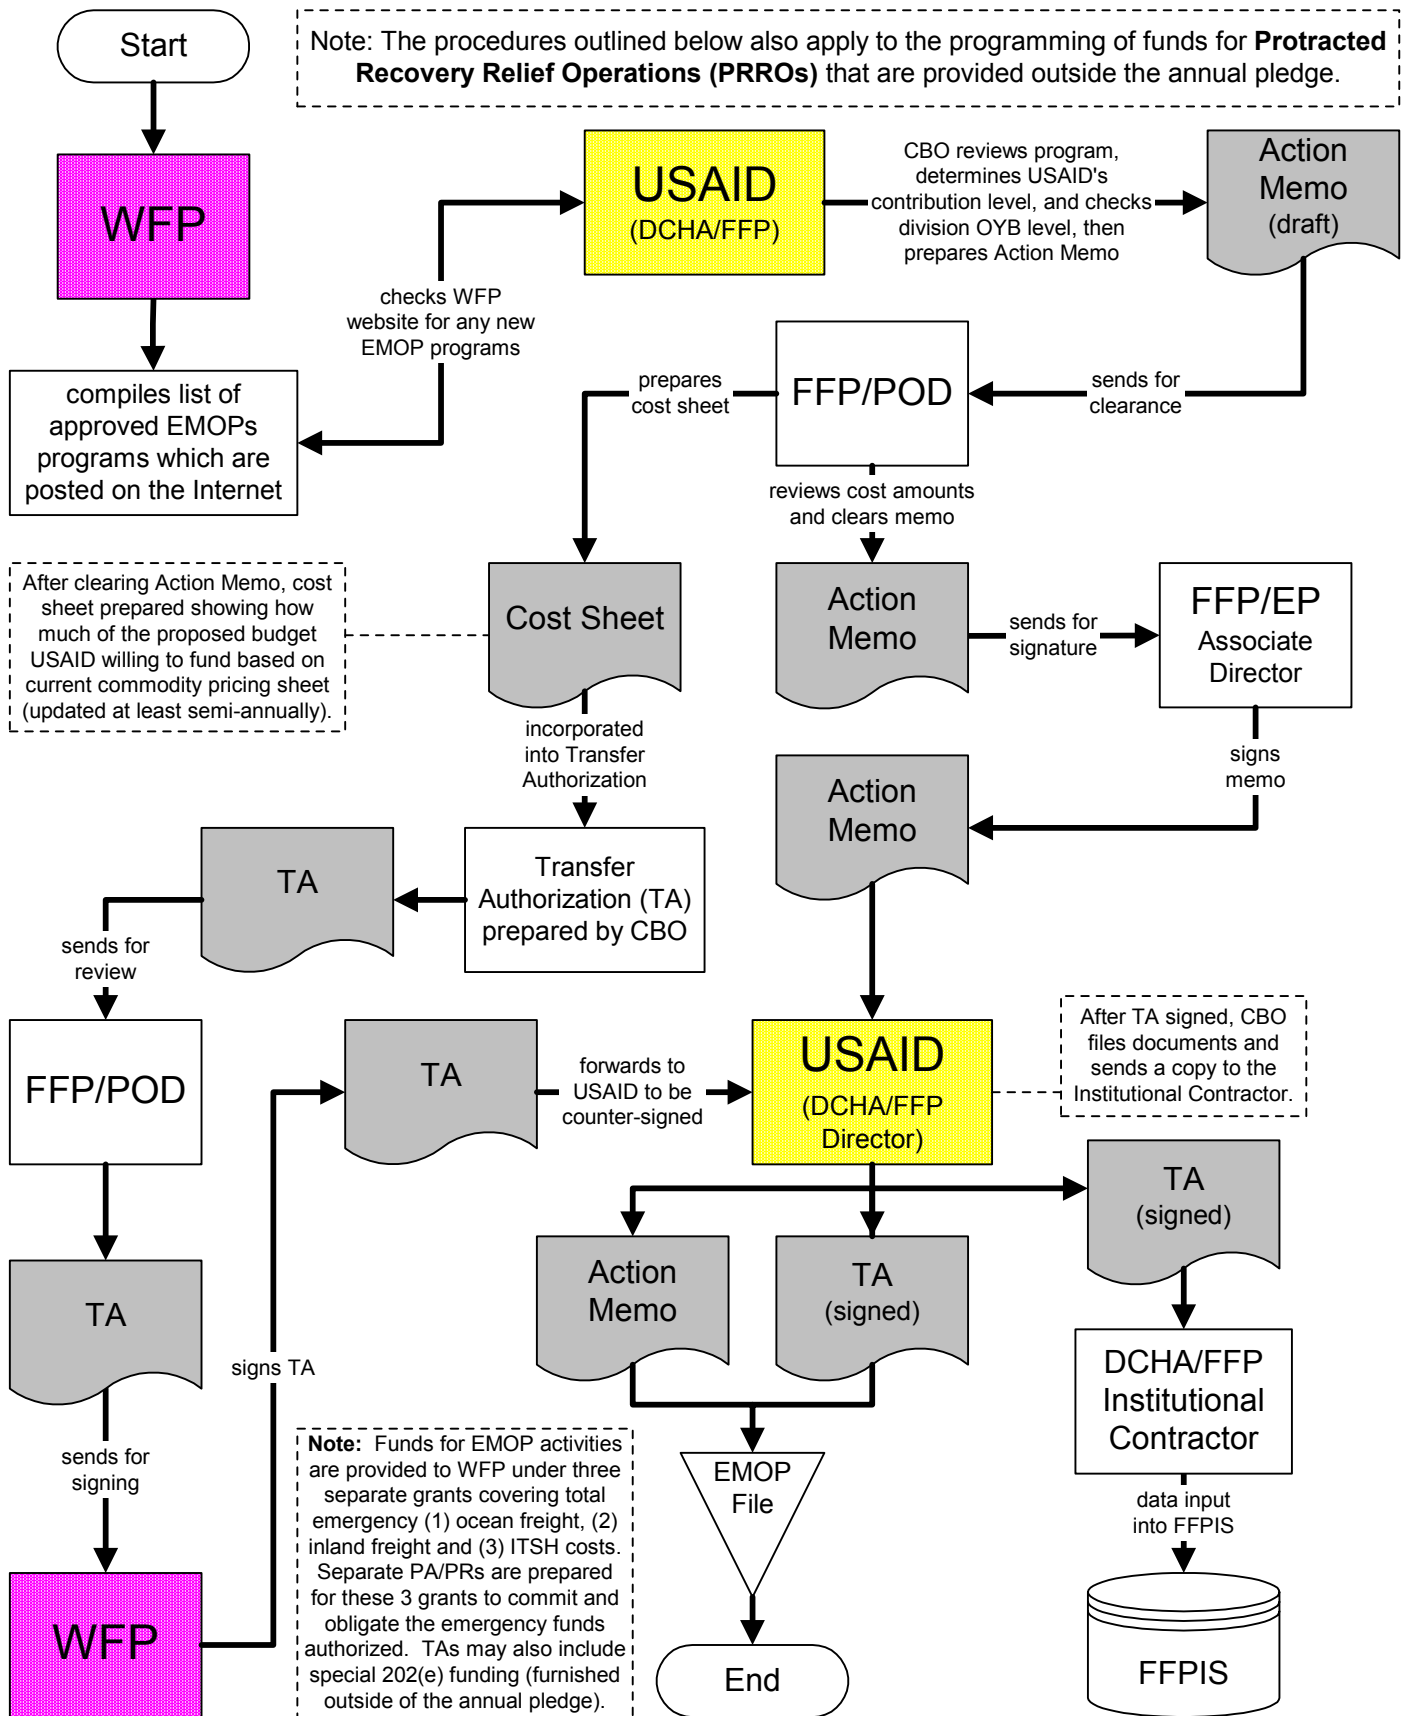 Start
Note: The procedures outlined below also apply to the programming of funds for Protracted
Recovery Relief Operations (PRROs) that are provided outside the annual pledge.
WFP
USAID
(DCHA/FFP)
CBO reviews program,
determines USAID's
contribution level, and checks
division OYB level, then
prepares Action Memo
Action
Memo
(draft)
checks WFP
website for any new
EMOP programs
compiles list of
approved EMOPs
programs which are
posted on the Internet
prepares
cost sheet
FFP/POD
sends for
clearance
reviews cost amounts
and clears memo
After clearing Action Memo, cost
sheet prepared showing how
much of the proposed budget
USAID willing to fund based on
current commodity pricing sheet
(updated at least semi-annually).
Cost Sheet
Action
Memo
sends for
signature
FFP/EP
Associate
Director
incorporated
into Transfer
Authorization
signs
memo
Action
Memo
TA
Transfer
Authorization (TA)
prepared by CBO
sends for
review
FFP/POD
TA
forwards to
USAID to be
counter-signed
USAID
(DCHA/FFP
Director)
After TA signed, CBO
files documents and
sends a copy to the
Institutional Contractor.
TA
(signed)
Action
Memo
TA
(signed)
TA
signs TA
DCHA/FFP
Institutional
Contractor
sends for
signing
Note: Funds for EMOP activities
are provided to WFP under three
separate grants covering total
emergency (1) ocean freight, (2)
inland freight and (3) ITSH costs.
Separate PA/PRs are prepared
for these 3 grants to commit and
obligate the emergency funds
authorized. TAs may also include
special 202(e) funding (furnished
outside of the annual pledge).
EMOP
File
data input
into FFPIS
WFP
End
FFPIS